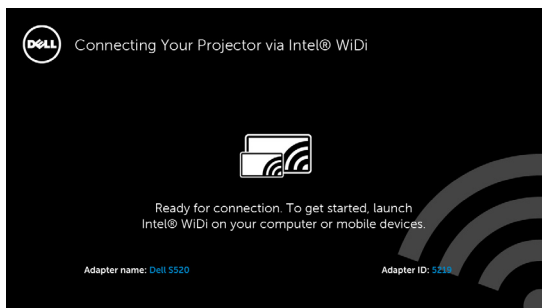 DELL
Connecting Your Projector via Intel® WiDi
Ready for connection. To get started, launch
Intel® WiDi on your computer or mobile devices.
Adapter name: Dell S520 Adapter ID: 5219